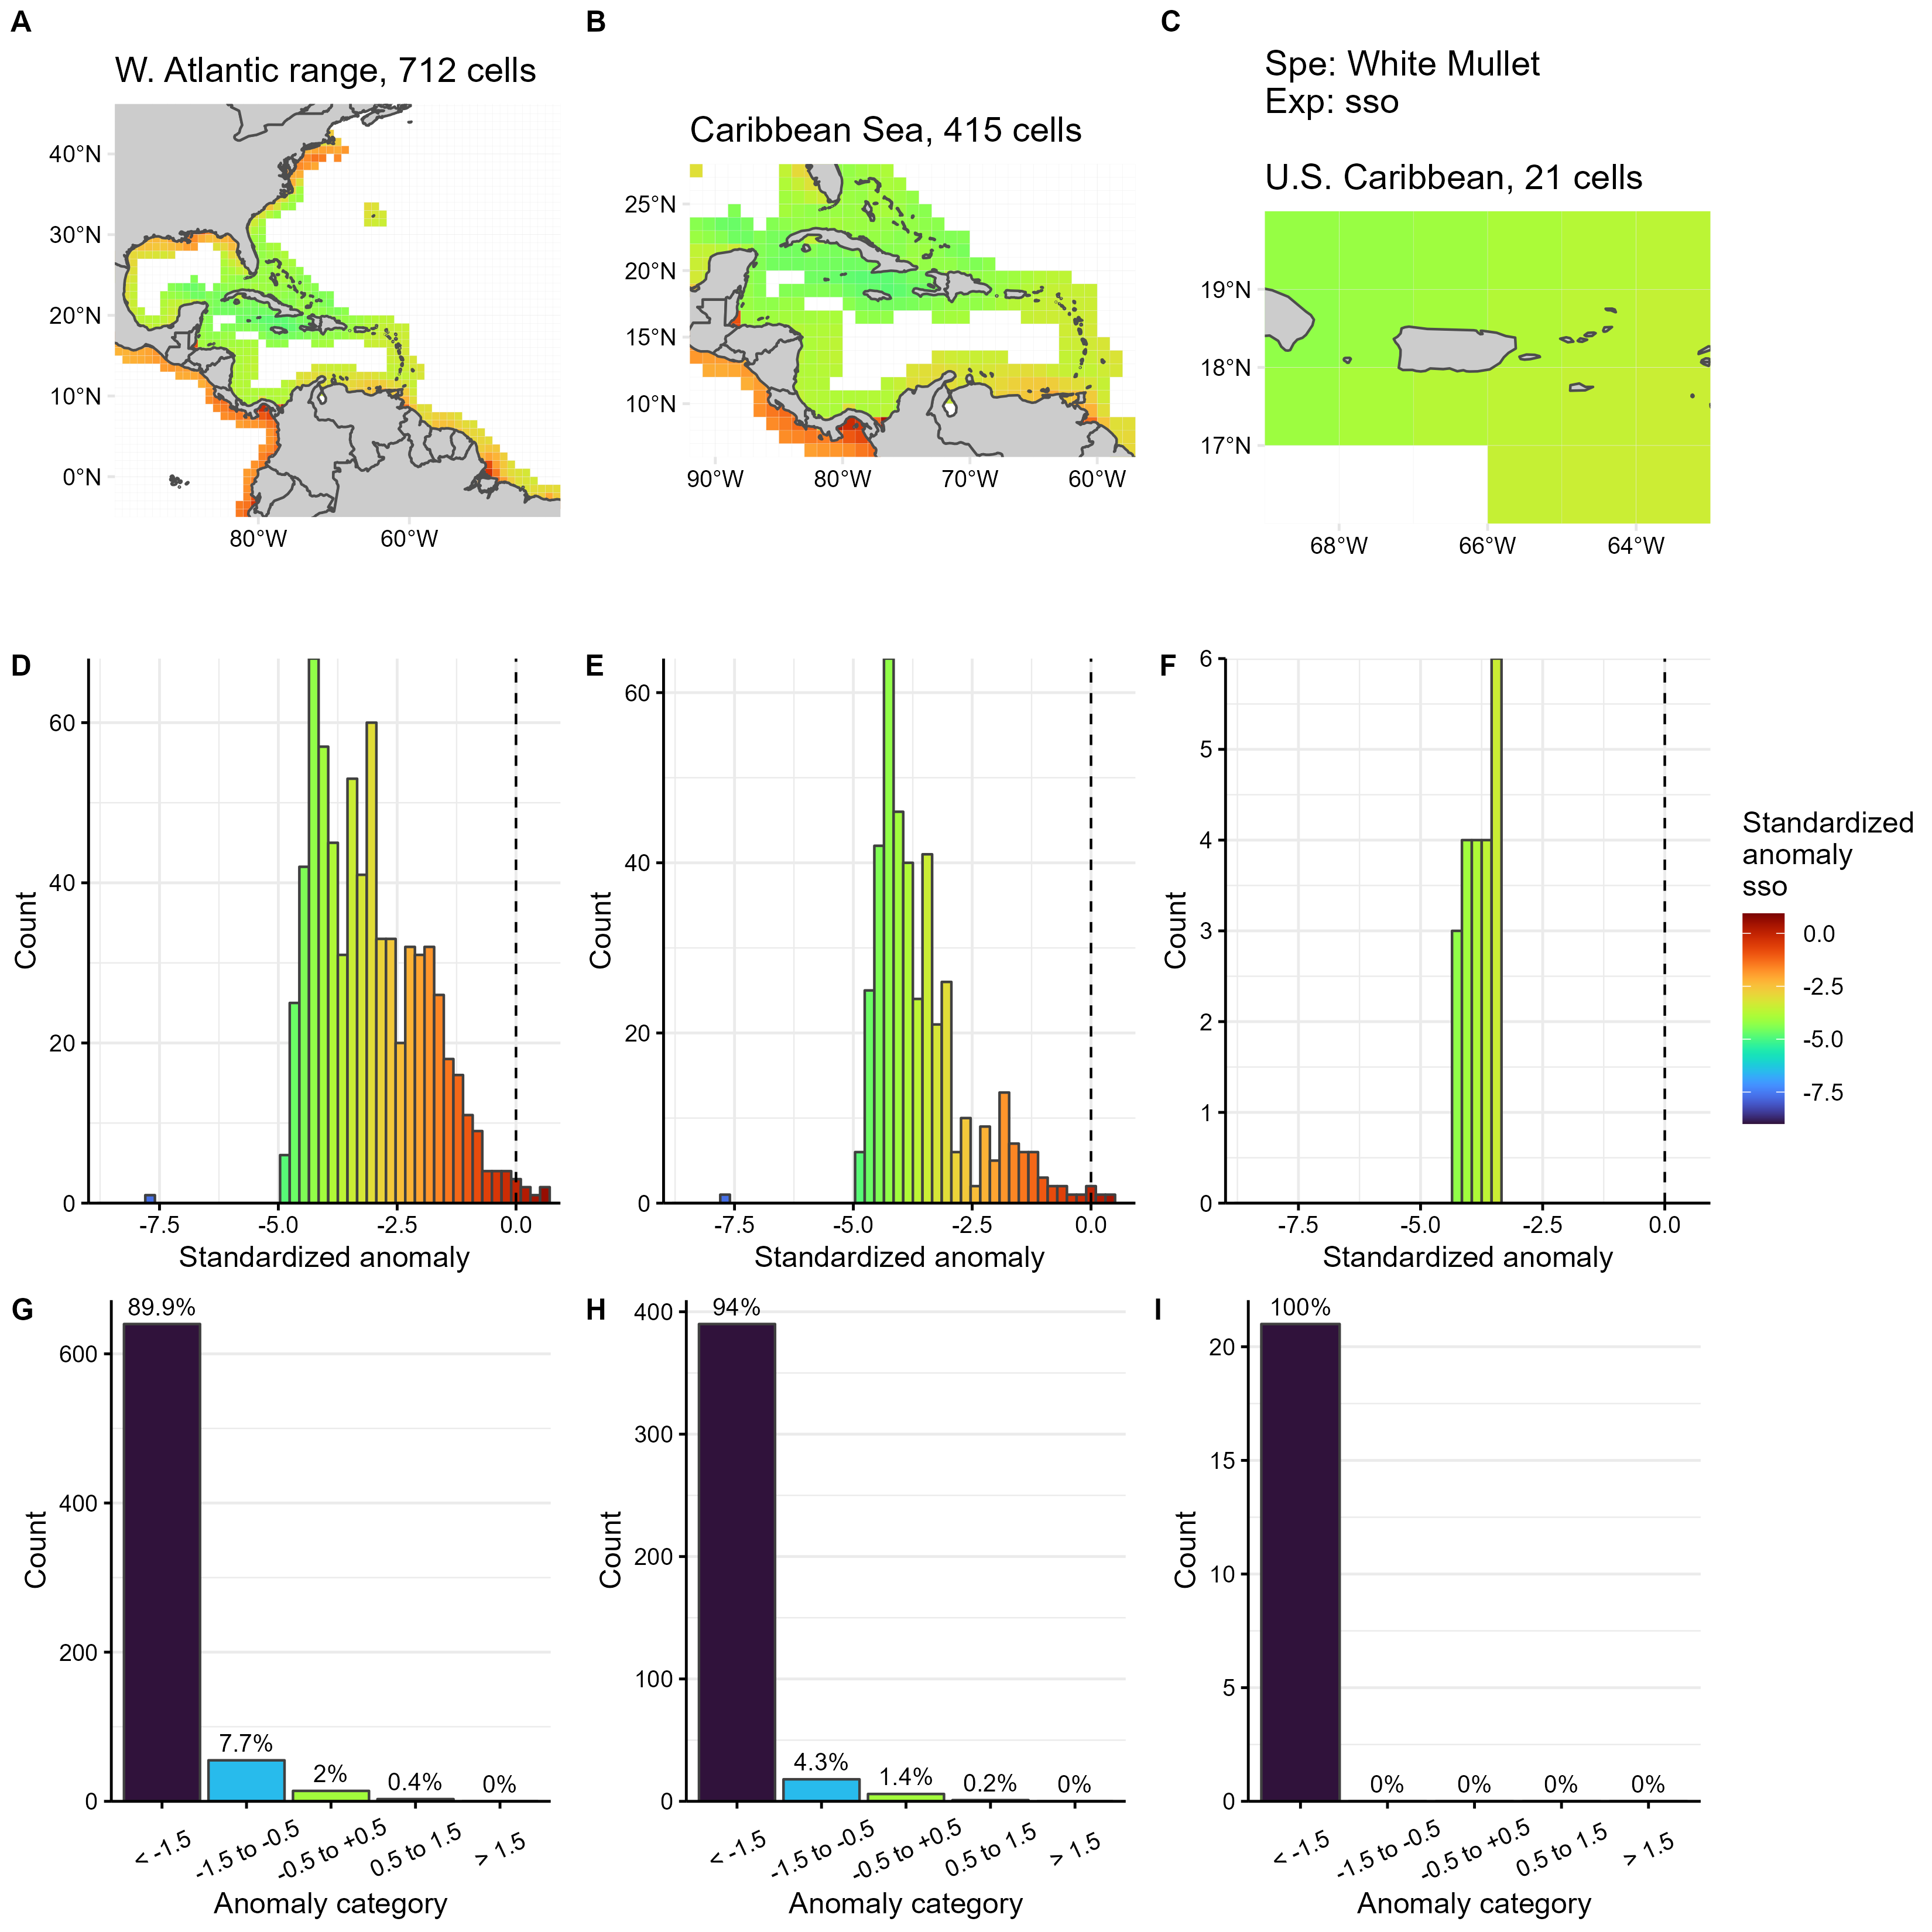 A
B
C
W. Atlantic range, 712 cells
Caribbean Sea, 415 cells
Spe: White Mullet
Exp: sso
U.S. Caribbean, 21 cells
40°N
30°N
20°N
10°N
0°N
80°W
60°W
25°N
20°N
15°N
10°N
90°W
80°W
70°W
60°W
19°N
18°N
17°N
68°W
66°W
64°W
D
Count
60
40
20
0
-7.5
-5.0
-2.5
0.0
Standardized anomaly
E
Count
60
40
20
0
-7.5
-5.0
-2.5
0.0
Standardized anomaly
F
Count
6
5
4
3
2
1
0
-7.5
-5.0
-2.5
0.0
Standardized anomaly
Standardized
anomaly
sso
0.0
-2.5
-5.0
-7.5
G
Count
600
400
200
0
89.9%
7.7%
2%
0.4%
0%
< -1.5
-1.5 to -0.5
-0.5 to +0.5
0.5 to 1.5
> 1.5
Anomaly category
H
Count
400
300
200
100
0
94%
4.3%
1.4%
0.2%
0%
< -1.5
-1.5 to -0.5
-0.5 to +0.5
0.5 to 1.5
> 1.5
Anomaly category
I
Count
20
15
10
5
0
100%
0%
0%
0%
0%
< -1.5
-1.5 to -0.5
-0.5 to +0.5
0.5 to 1.5
> 1.5
Anomaly category